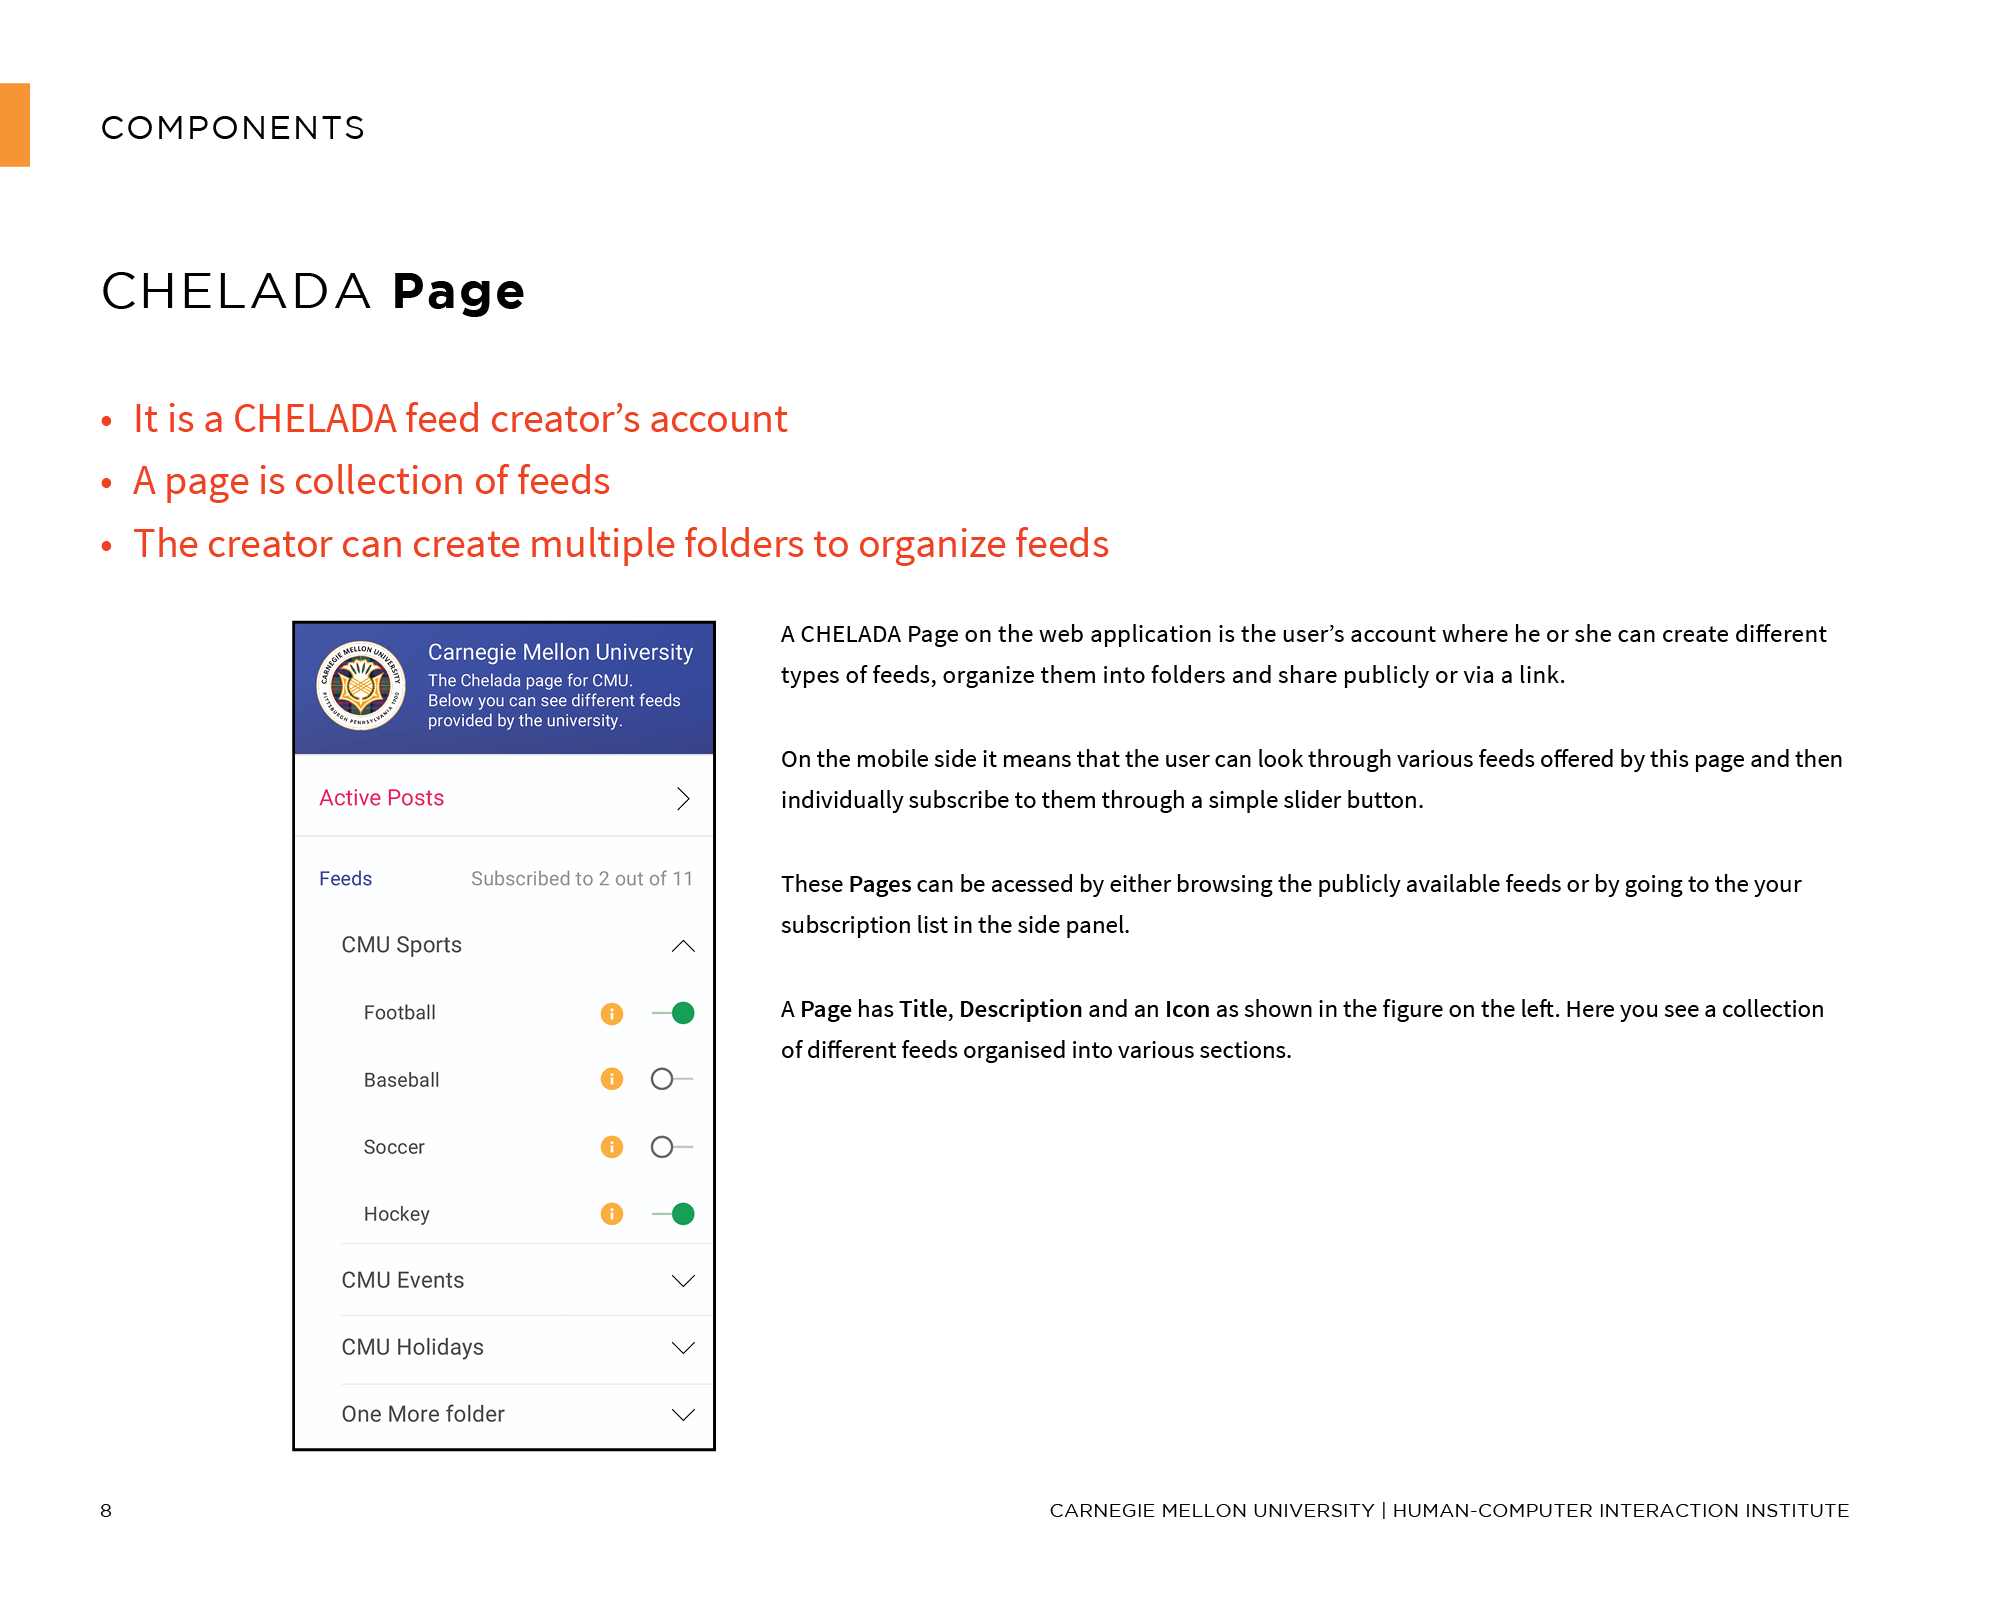 COMPONENTS
CHELADA Page
• It is a CHELADA feed creator’s account
• A page is collection of feeds
• The creator can create multiple folders to organize feeds
CARNEGIE MELLON UNIVERSITY
PITTSBURGH PENNSYLVANIA 1900
Carnegie Mellon University
The Chelada page for CMU.
Below you can see different feeds
provided by the university.
Active Posts
Feeds
Subscribed to 2 out of 11
CMU Sports
Football
Baseball
Soccer
Hockey
CMU Events
CMU Holidays
One More folder
A CHELADA Page on the web application is the user’s account where he or she can create different
types of feeds, organize them into folders and share publicly or via a link.
On the mobile side it means that the user can look through various feeds offered by this page and then
individually subscribe to them through a simple slider button.
These Pages can be acessed by either browsing the publicly available feeds or by going to the your
subscription list in the side panel.
A Page has Title, Description and an Icon as shown in the figure on the left. Here you see a collection
of different feeds organised into various sections.
8
CARNEGIE MELLON UNIVERSITY | HUMAN-COMPUTER INTERACTION INSTITUTE